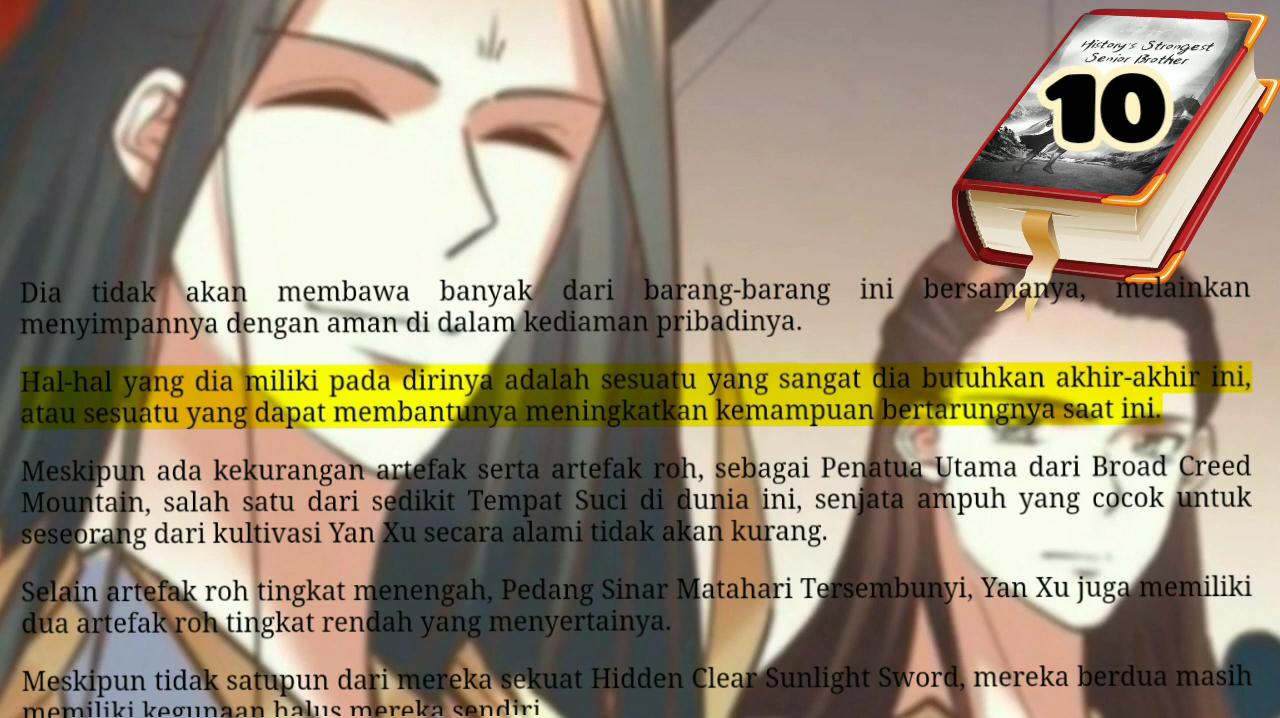 History's Strongest
Senior Brother
10
Dia tidak akan membawa banyak dari barang-barang ini bersamanya, melainkan
menyimpannya dengan aman di dalam kediaman pribadinya.
Hal-hal yang dia miliki pada dirinya adalah sesuatu yang sangat dia butuhkan akhir-akhir ini,
atau sesuatu yang dapat membantunya meningkatkan kemampuan bertarungnya saat ini.
Meskipun ada kekurangan artefak serta artefak roh, sebagai Penatua Utama dari Broad Creed
Mountain, salah satu dari sedikit Tempat Suci di dunia ini, senjata ampuh yang cocok untuk
seseorang dari kultivasi Yan Xu secara alami tidak akan kurang.
Selain artefak roh tingkat menengah, Pedang Sinar Matahari Tersembunyi, Yan Xu juga memiliki
dua artefak roh tingkat rendah yang menyertainya.
Meskipun tidak satupun dari mereka sekuat Hidden Clear Sunlight Sword, mereka berdua masih
memiliki kegunaan halus mereka sendiri.